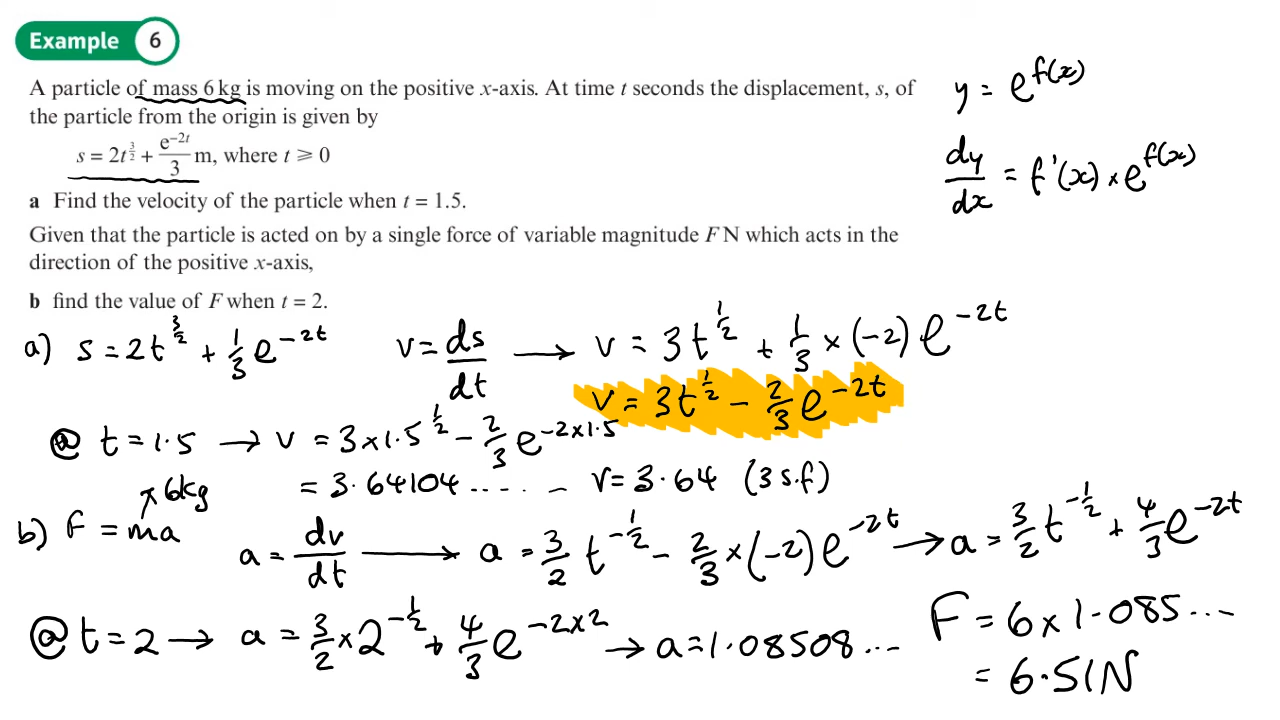 Example 6
A particle of mass 6 kg is moving on the positive x-axis. At time t seconds the displacement, s, of
the particle from the origin is given by
s = 2t^(3/2) + e^(−2t)/3 m, where t ⩾ 0
a Find the velocity of the particle when t = 1.5.
Given that the particle is acted on by a single force of variable magnitude F N which acts in the
direction of the positive x-axis,
b find the value of F when t = 2.
y = e^(f(x))
dy/dx = f'(x) × e^(f(x))
a) s = 2t^(3/2) + 1/3 e^(−2t) v = ds/dt → v = 3t^(1/2) + 1/3 × (−2) e^(−2t)
v = 3t^(1/2) − 2/3 e^(−2t)
@ t = 1.5 → v = 3 × 1.5^(1/2) − 2/3 e^(−2×1.5)
= 3.64104..... v = 3.64 (3 s.f)
6kg
b) F = ma a = dv/dt → a = 3/2 t^(−1/2) − 2/3 × (−2) e^(−2t) → a = 3/2 t^(−1/2) + 4/3 e^(−2t)
@ t = 2 → a = 3/2 × 2^(−1/2) + 4/3 e^(−2×2) → a = 1.08508...
F = 6 × 1.085...
= 6.51N